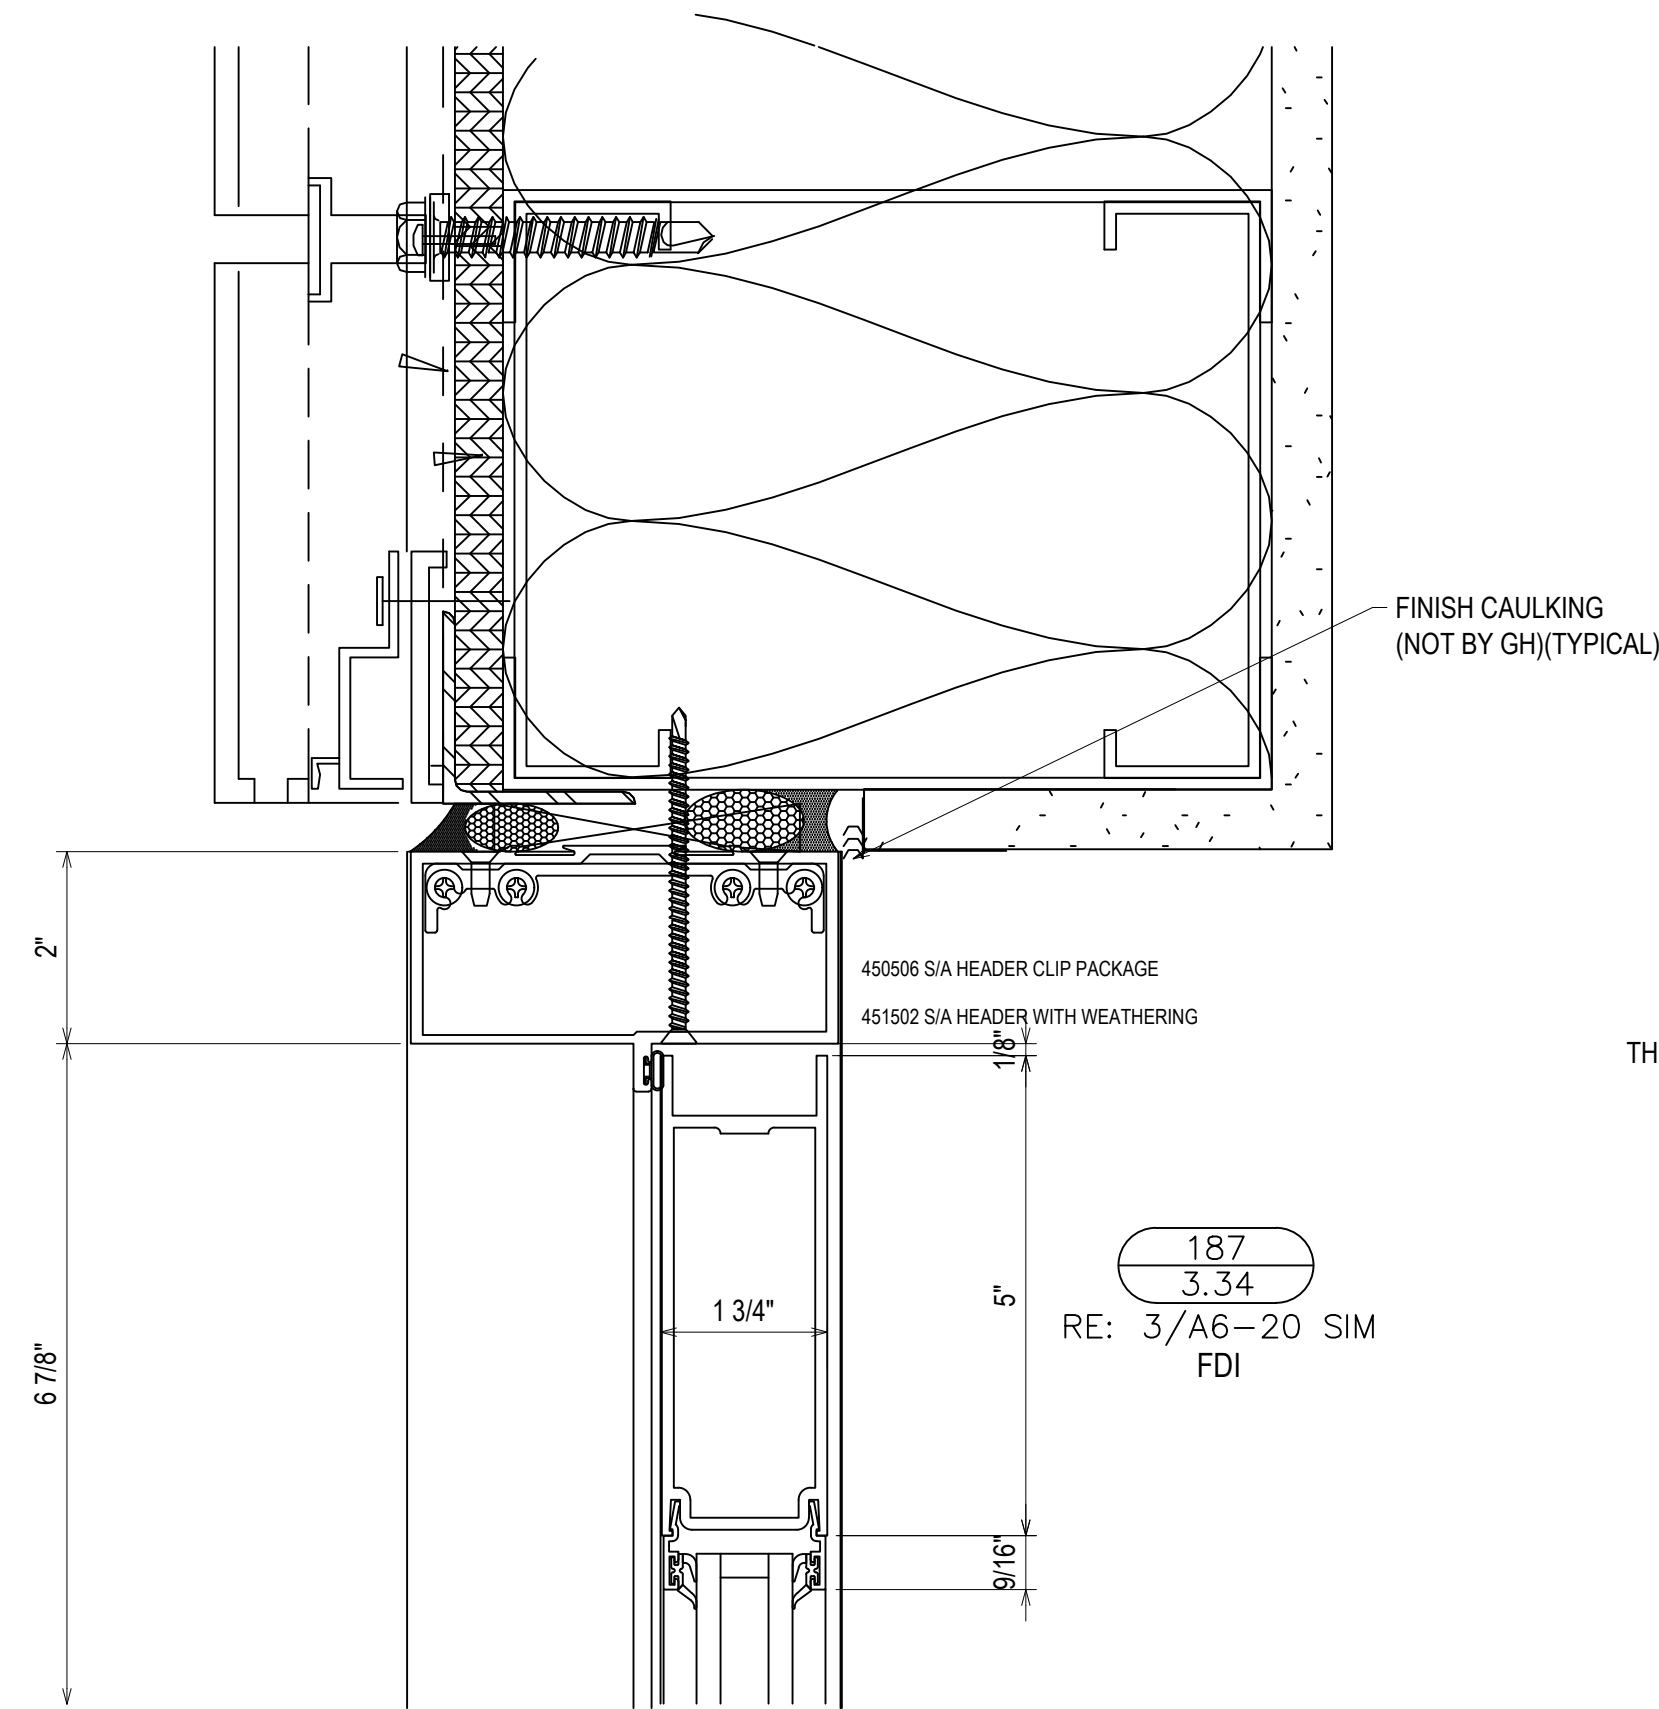 FINISH CAULKING
(NOT BY GH)(TYPICAL)
2"
450506 S/A HEADER CLIP PACKAGE
451502 S/A HEADER WITH WEATHERING
1/8"
TH
187
3.34
5"
1 3/4"
RE: 3/A6-20 SIM
FDI
6 7/8"
9/16"